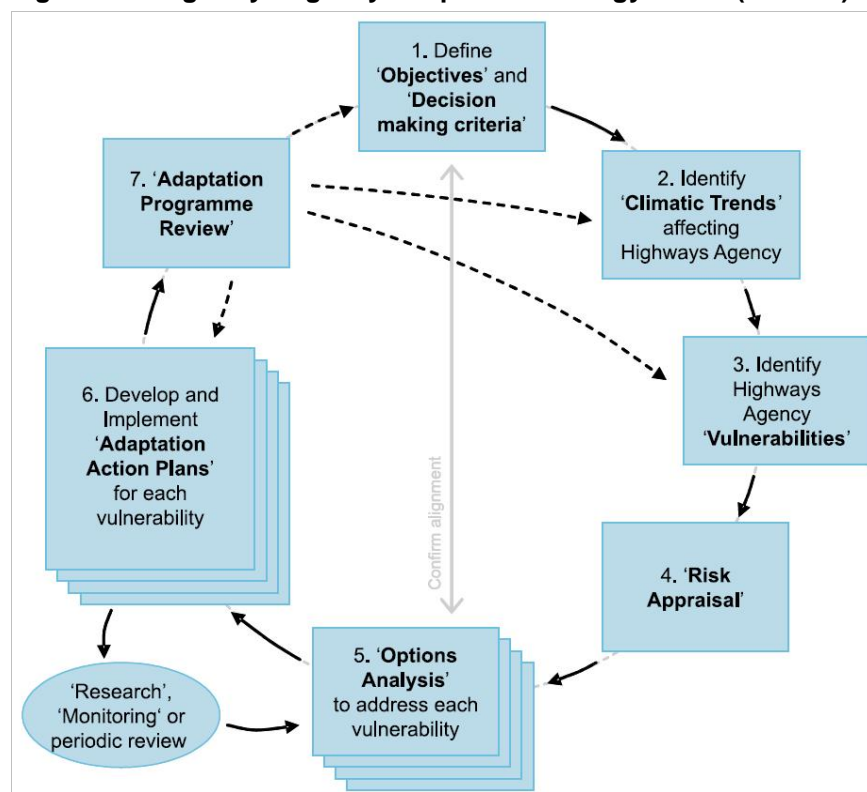 1. Define
‘Objectives’ and
‘Decision
making criteria’
2. Identify
‘Climatic Trends’
affecting
Highways Agency
3. Identify
Highways
Agency
‘Vulnerabilities’
4. ‘Risk
Appraisal’
5. ‘Options
Analysis’
to address each
vulnerability
6. Develop and
Implement
‘Adaptation
Action Plans’
for each
vulnerability
7. ‘Adaptation
Programme
Review’
‘Research’,
‘Monitoring‘ or
periodic review
Confirm alignment